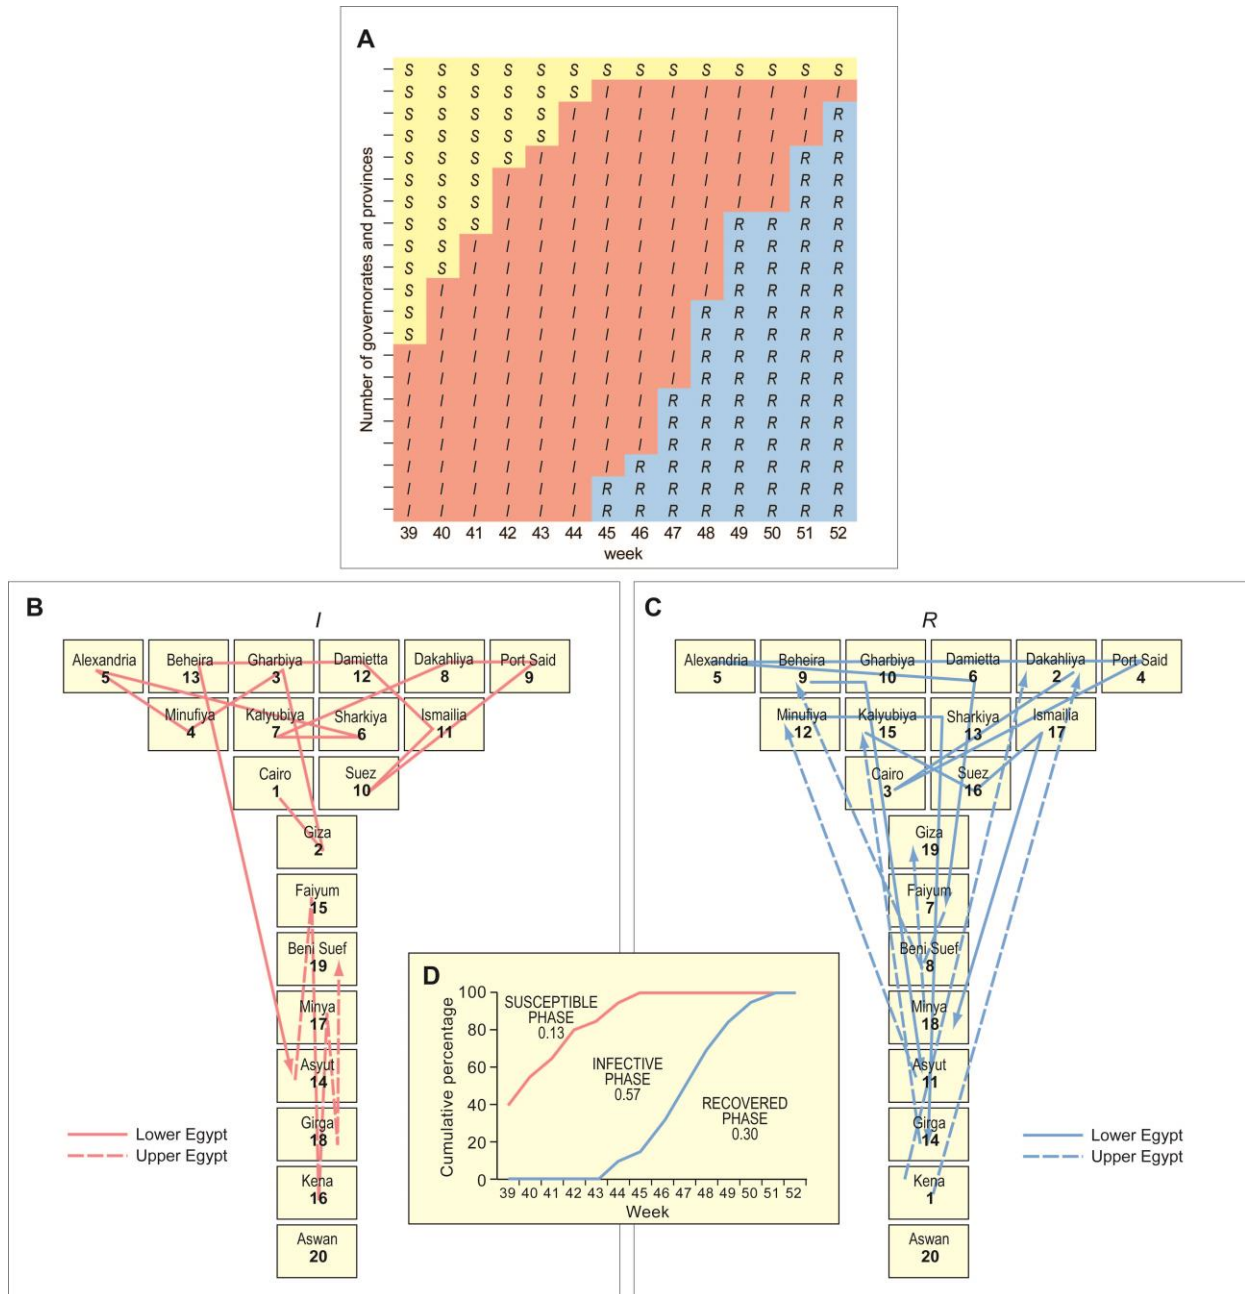 A
S S S S S S S S S S S S S S
S S S S S S I I I I I I I I
S S S S S I I I I I I I I R
S S S S S I I I I I I I I R
S S S S I I I I I I I I R R
S S S I I I I I I I I I R R
S S S I I I I I I I I I R R
S S S I I I I I I I R R R R
S S I I I I I I I I R R R R
S S I I I I I I I I R R R R
S I I I I I I I I I R R R R
S I I I I I I I I R R R R R
S I I I I I I I I R R R R R
I I I I I I I I I R R R R R
I I I I I I I I I R R R R R
I I I I I I I I R R R R R R
I I I I I I I I R R R R R R
I I I I I I I I R R R R R R
I I I I I I I R R R R R R R
I I I I I I R R R R R R R R
I I I I I I R R R R R R R R
39 40 41 42 43 44 45 46 47 48 49 50 51 52
week
Number of governorates and provinces
B
I
Alexandria Beheira Gharbiya Damietta Dakahliya Port Said
5 13 3 12 8 9
Minufiya Kalyubiya Sharkiya Ismailia
4 7 6 11
Cairo Suez
1 10
Giza
2
Faiyum
15
Beni Suef
19
Minya
17
Asyut
14
Girga
18
Kena
16
Aswan
20
Lower Egypt
Upper Egypt
C
R
Alexandria Beheira Gharbiya Damietta Dakahliya Port Said
5 9 10 6 2 4
Minufiya Kalyubiya Sharkiya Ismailia
12 15 13 17
Cairo Suez
3 16
Giza
19
Faiyum
7
Beni Suef
8
Minya
18
Asyut
11
Girga
14
Kena
1
Aswan
20
Lower Egypt
Upper Egypt
D
Cumulative percentage
100
80
60
40
20
0
SUSCEPTIBLE
PHASE
0.13
INFECTIVE
PHASE
0.57
RECOVERED
PHASE
0.30
39 40 41 42 43 44 45 46 47 48 49 50 51 52
Week